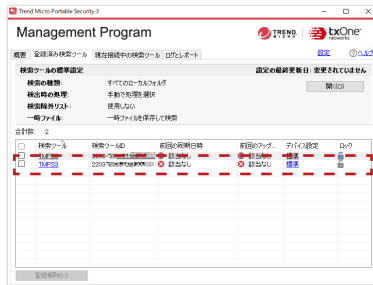 Trend Micro Portable Security 3
Management Program
TREND MICRO
txOne networks
概要 登録済み検索ツール 現在接続中の検索ツール ログとレポート
設定 ヘルプ
検索ツールの標準設定 設定の最終更新日: 変更されていません
検索の種類: すべてのローカルフォルダ
開く(O)
検出時の処理: 手動で処理を選択
検索除外リスト: 使用しない
一時ファイル: 一時ファイルを保存して検索
合計数: 2
検索ツール 検索ツールID 前回の同期日時 前回のアップ... デバイス設定 ロック
TMPS3 該当なし 該当なし 標準
TMPS3 該当なし 該当なし 標準
登録解除(U)